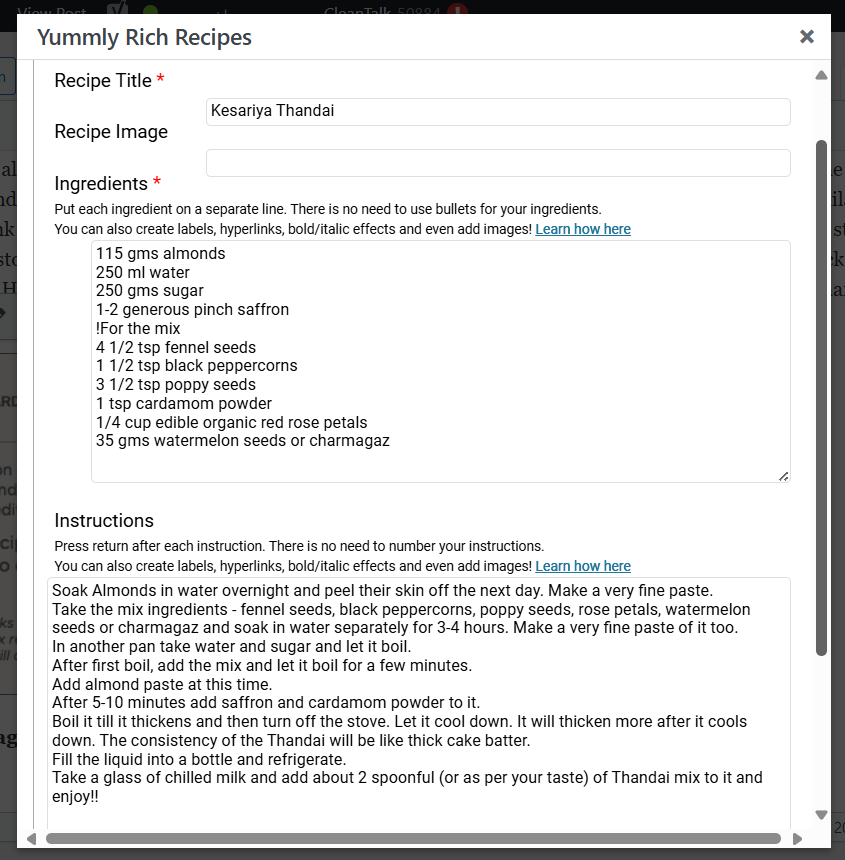 View Post
CleanTalk 50884
Yummly Rich Recipes
Recipe Title *
Kesariya Thandai
Recipe Image
Ingredients *
Put each ingredient on a separate line. There is no need to use bullets for your ingredients.
You can also create labels, hyperlinks, bold/italic effects and even add images! Learn how here
115 gms almonds
250 ml water
250 gms sugar
1-2 generous pinch saffron
!For the mix
4 1/2 tsp fennel seeds
1 1/2 tsp black peppercorns
3 1/2 tsp poppy seeds
1 tsp cardamom powder
1/4 cup edible organic red rose petals
35 gms watermelon seeds or charmagaz
Instructions
Press return after each instruction. There is no need to number your instructions.
You can also create labels, hyperlinks, bold/italic effects and even add images! Learn how here
Soak Almonds in water overnight and peel their skin off the next day. Make a very fine paste.
Take the mix ingredients - fennel seeds, black peppercorns, poppy seeds, rose petals, watermelon
seeds or charmagaz and soak in water separately for 3-4 hours. Make a very fine paste of it too.
In another pan take water and sugar and let it boil.
After first boil, add the mix and let it boil for a few minutes.
Add almond paste at this time.
After 5-10 minutes add saffron and cardamom powder to it.
Boil it till it thickens and then turn off the stove. Let it cool down. It will thicken more after it cools
down. The consistency of the Thandai will be like thick cake batter.
Fill the liquid into a bottle and refrigerate.
Take a glass of chilled milk and add about 2 spoonful (or as per your taste) of Thandai mix to it and
enjoy!!